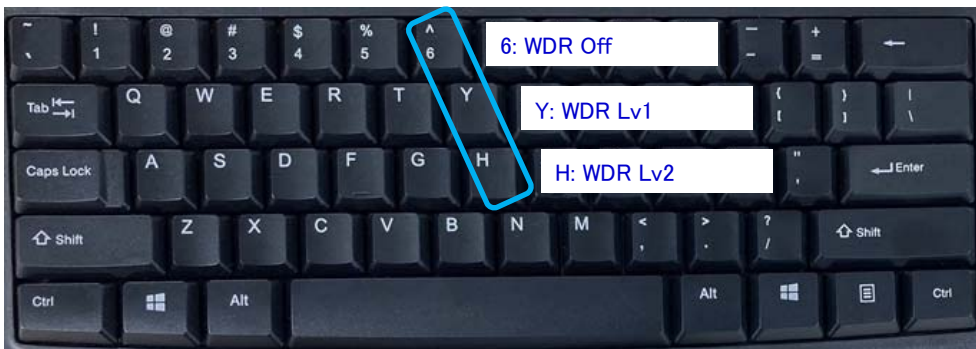 ~ ! @ # $ % ^ — +
` 1 2 3 4 5 6 6: WDR Off - = ←
Tab Q W E R T Y Y: WDR Lv1 { } |
[ ] \
Caps Lock A S D F G H H: WDR Lv2 " Enter
,
Shift Z X C V B N M < > ? Shift
, . /
Ctrl Alt Alt Ctrl